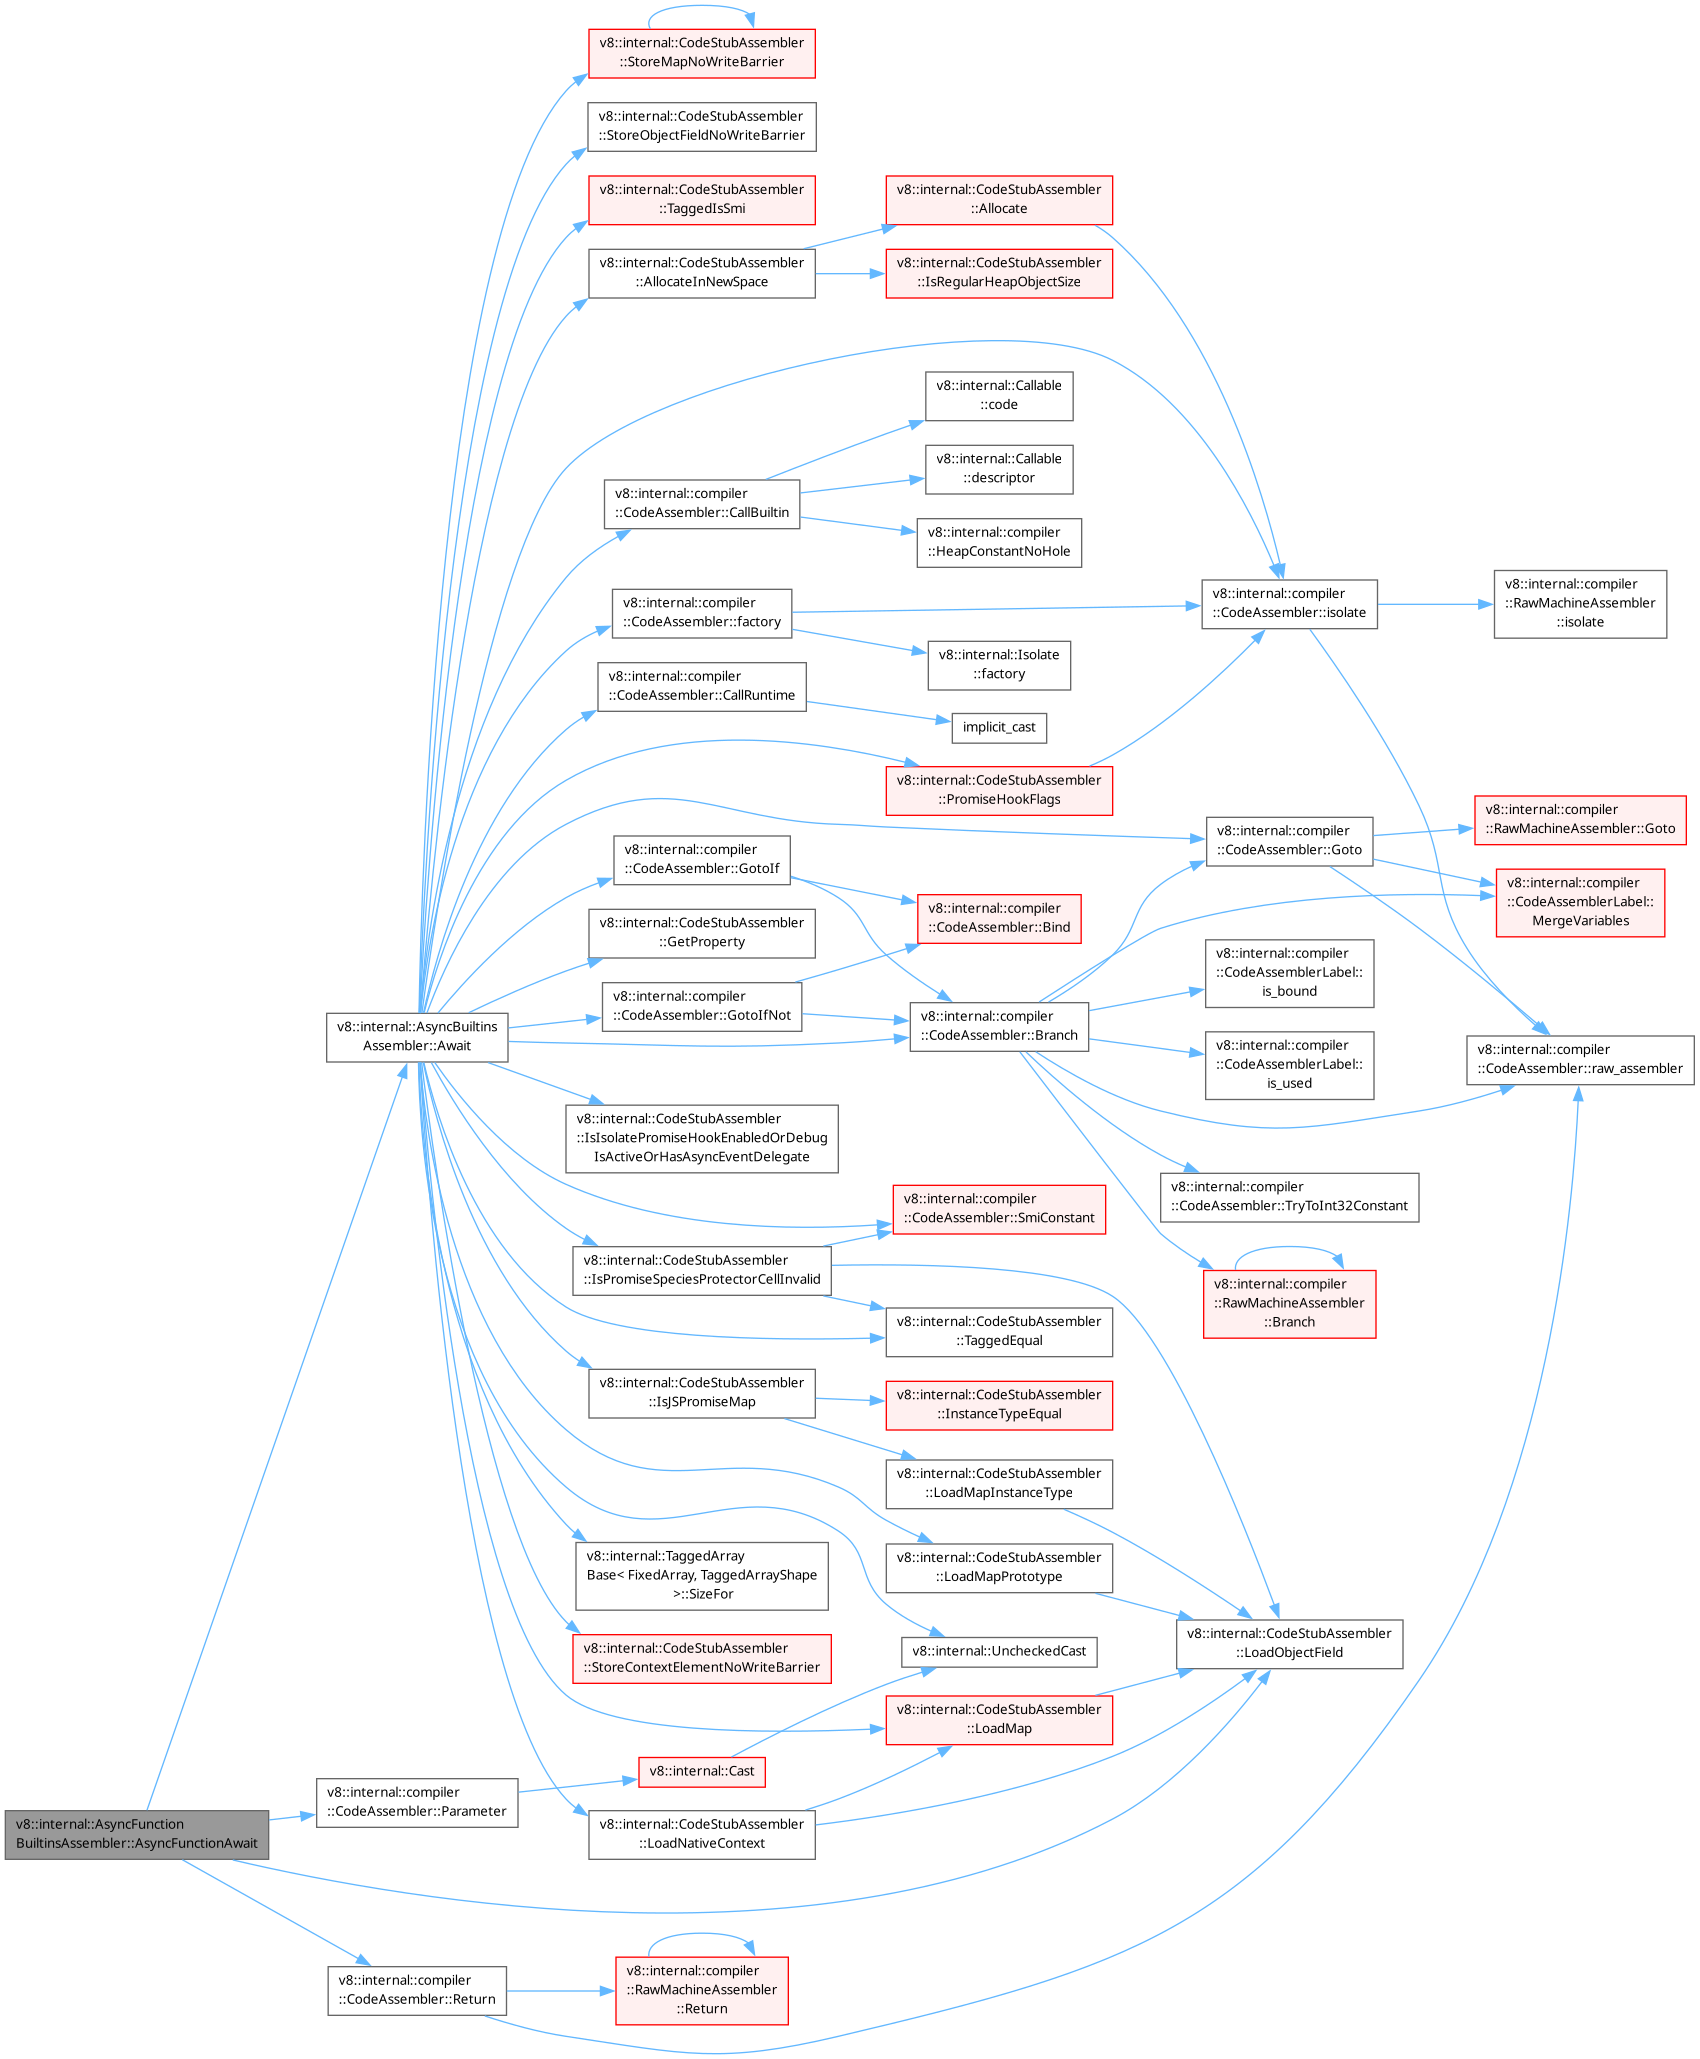 v8::internal::CodeStubAssembler
::StoreMapNoWriteBarrier
v8::internal::CodeStubAssembler
::StoreObjectFieldNoWriteBarrier
v8::internal::CodeStubAssembler
::TaggedIsSmi
v8::internal::CodeStubAssembler
::Allocate
v8::internal::CodeStubAssembler
::AllocateInNewSpace
v8::internal::CodeStubAssembler
::IsRegularHeapObjectSize
v8::internal::Callable
::code
v8::internal::Callable
::descriptor
v8::internal::compiler
::CodeAssembler::CallBuiltin
v8::internal::compiler
::HeapConstantNoHole
v8::internal::compiler
::CodeAssembler::factory
v8::internal::compiler
::CodeAssembler::isolate
v8::internal::compiler
::RawMachineAssembler
::isolate
v8::internal::Isolate
::factory
v8::internal::compiler
::CodeAssembler::CallRuntime
implicit_cast
v8::internal::CodeStubAssembler
::PromiseHookFlags
v8::internal::compiler
::RawMachineAssembler::Goto
v8::internal::compiler
::CodeAssembler::Goto
v8::internal::compiler
::CodeAssembler::GotoIf
v8::internal::compiler
::CodeAssemblerLabel::
MergeVariables
v8::internal::CodeStubAssembler
::GetProperty
v8::internal::compiler
::CodeAssembler::Bind
v8::internal::compiler
::CodeAssemblerLabel::
is_bound
v8::internal::compiler
::CodeAssembler::GotoIfNot
v8::internal::AsyncBuiltins
Assembler::Await
v8::internal::compiler
::CodeAssembler::Branch
v8::internal::compiler
::CodeAssemblerLabel::
is_used
v8::internal::compiler
::CodeAssembler::raw_assembler
v8::internal::CodeStubAssembler
::IsIsolatePromiseHookEnabledOrDebug
IsActiveOrHasAsyncEventDelegate
v8::internal::compiler
::CodeAssembler::TryToInt32Constant
v8::internal::compiler
::CodeAssembler::SmiConstant
v8::internal::CodeStubAssembler
::IsPromiseSpeciesProtectorCellInvalid
v8::internal::compiler
::RawMachineAssembler
::Branch
v8::internal::CodeStubAssembler
::TaggedEqual
v8::internal::CodeStubAssembler
::IsJSPromiseMap
v8::internal::CodeStubAssembler
::InstanceTypeEqual
v8::internal::CodeStubAssembler
::LoadMapInstanceType
v8::internal::TaggedArray
Base< FixedArray, TaggedArrayShape
>::SizeFor
v8::internal::CodeStubAssembler
::LoadMapPrototype
v8::internal::CodeStubAssembler
::LoadObjectField
v8::internal::CodeStubAssembler
::StoreContextElementNoWriteBarrier
v8::internal::UncheckedCast
v8::internal::CodeStubAssembler
::LoadMap
v8::internal::Cast
v8::internal::compiler
::CodeAssembler::Parameter
v8::internal::AsyncFunction
BuiltinsAssembler::AsyncFunctionAwait
v8::internal::CodeStubAssembler
::LoadNativeContext
v8::internal::compiler
::CodeAssembler::Return
v8::internal::compiler
::RawMachineAssembler
::Return